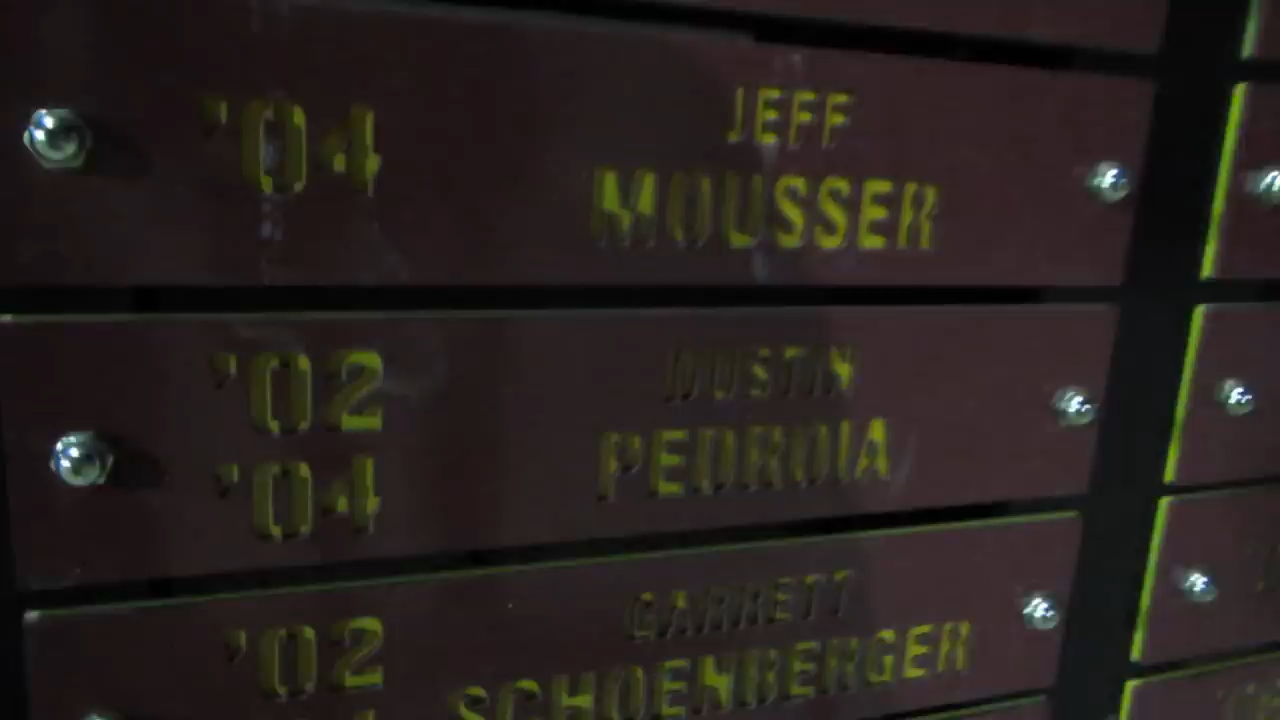 '04 JEFF
MOUSSER
'02 DUSTIN
'04 PEDROIA
'02 GARRETT
SCHOENBERGER